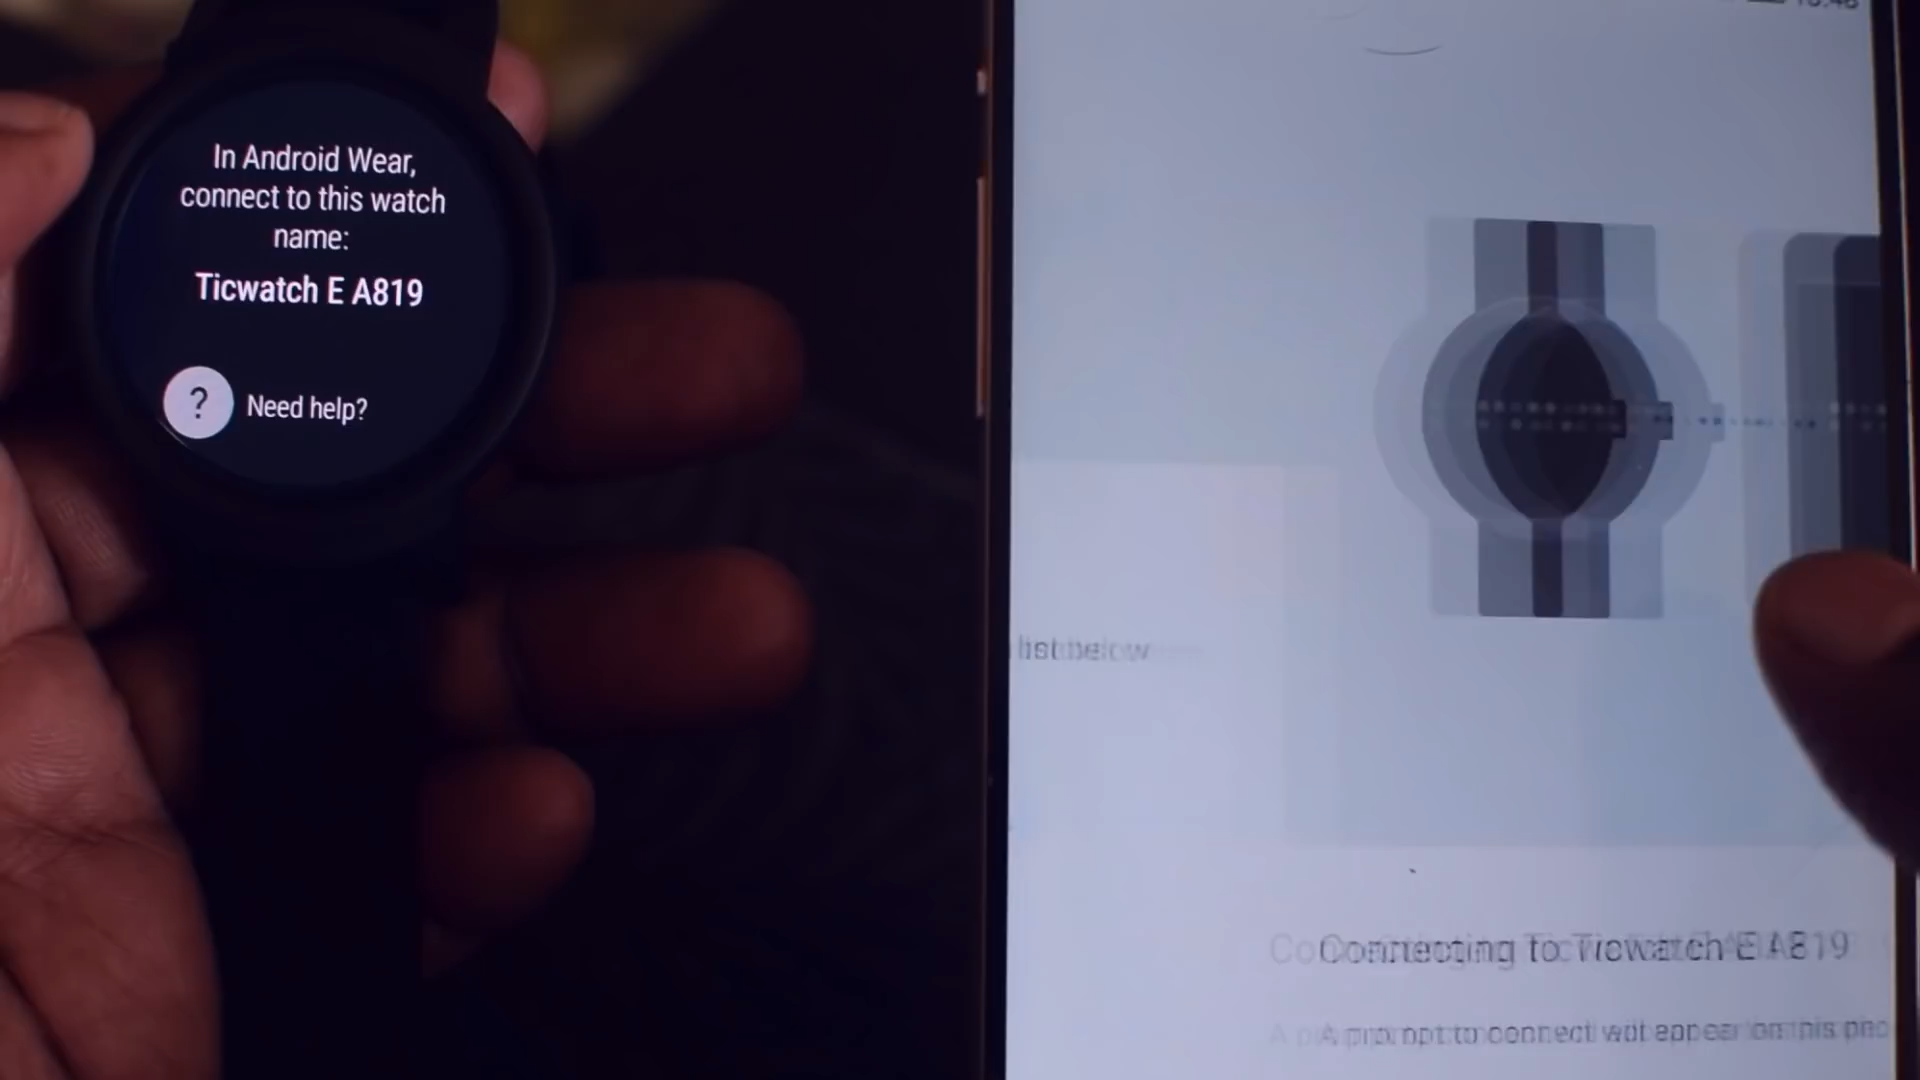 In Android Wear,
connect to this watch
name:
Ticwatch E A819
? Need help?
list below
Connecting to Ticwatch E A819
A prompt to connect will appear on this